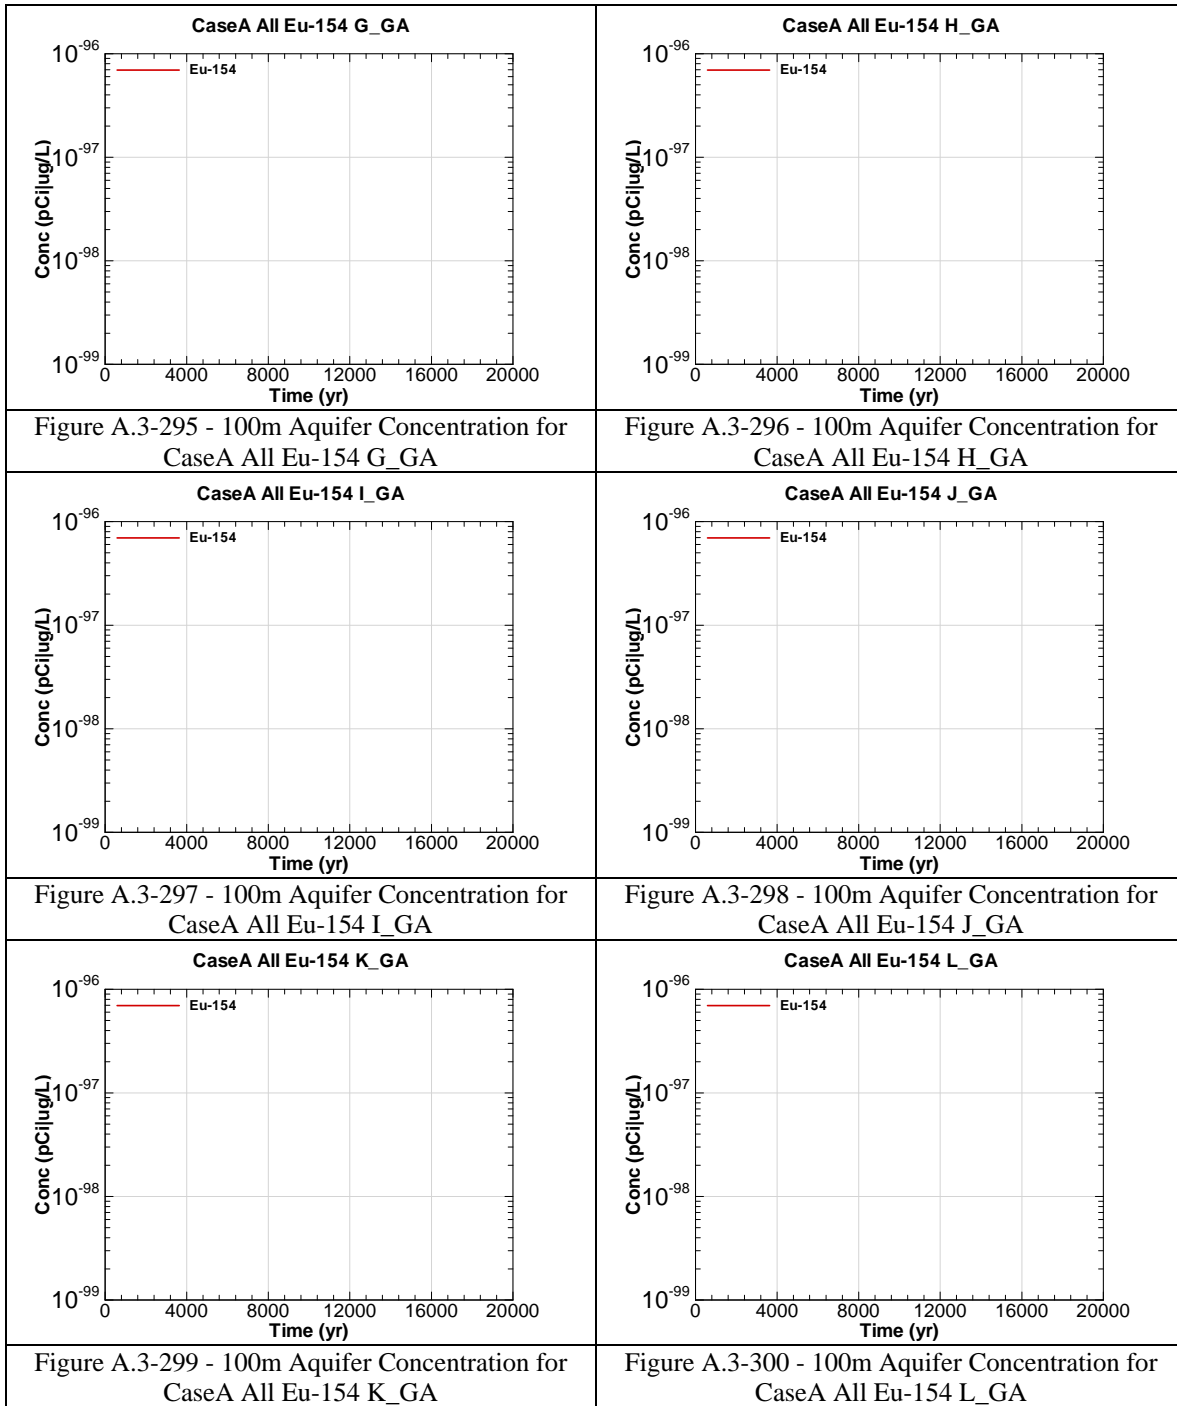 CaseA All Eu-154 G_GA
10-96
Eu-154
10-97
Conc (pCi|ug/L)
10-98
10-99
0 4000 8000 12000 16000 20000
Time (yr)
Figure A.3-295 - 100m Aquifer Concentration for
CaseA All Eu-154 G_GA
CaseA All Eu-154 H_GA
10-96
Eu-154
10-97
Conc (pCi|ug/L)
10-98
10-99
0 4000 8000 12000 16000 20000
Time (yr)
Figure A.3-296 - 100m Aquifer Concentration for
CaseA All Eu-154 H_GA
CaseA All Eu-154 I_GA
10-96
Eu-154
10-97
Conc (pCi|ug/L)
10-98
10-99
0 4000 8000 12000 16000 20000
Time (yr)
Figure A.3-297 - 100m Aquifer Concentration for
CaseA All Eu-154 I_GA
CaseA All Eu-154 J_GA
10-96
Eu-154
10-97
Conc (pCi|ug/L)
10-98
10-99
0 4000 8000 12000 16000 20000
Time (yr)
Figure A.3-298 - 100m Aquifer Concentration for
CaseA All Eu-154 J_GA
CaseA All Eu-154 K_GA
10-96
Eu-154
10-97
Conc (pCi|ug/L)
10-98
10-99
0 4000 8000 12000 16000 20000
Time (yr)
Figure A.3-299 - 100m Aquifer Concentration for
CaseA All Eu-154 K_GA
CaseA All Eu-154 L_GA
10-96
Eu-154
10-97
Conc (pCi|ug/L)
10-98
10-99
0 4000 8000 12000 16000 20000
Time (yr)
Figure A.3-300 - 100m Aquifer Concentration for
CaseA All Eu-154 L_GA